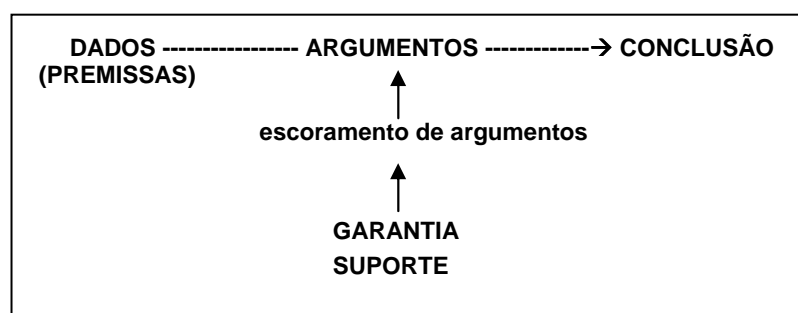 DADOS ----------------- ARGUMENTOS -------------→ CONCLUSÃO
(PREMISSAS)
escoramento de argumentos
GARANTIA
SUPORTE